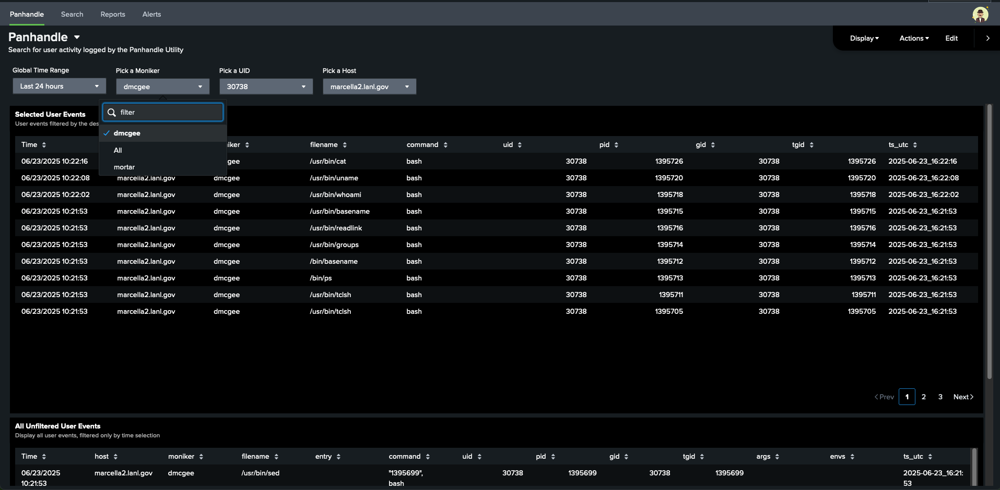 Panhandle Search Reports Alerts
Panhandle
Display Actions Edit
Search for user activity logged by the Panhandle Utility
Global Time Range Pick a Moniker Pick a UID Pick a Host
Last 24 hours dmcgee 30738 marcella2.lanl.gov
filter
dmcgee
All
mortar
Selected User Events
User events filtered by the des
Time iker filename command uid pid gid tgid ts_utc
06/23/2025 10:22:16 gee /usr/bin/cat bash 30738 1395726 30738 1395726 2025-06-23_16:22:16
06/23/2025 10:22:08 marcella2.lanl.gov dmcgee /usr/bin/uname bash 30738 1395720 30738 1395720 2025-06-23_16:22:08
06/23/2025 10:22:02 marcella2.lanl.gov dmcgee /usr/bin/whoami bash 30738 1395718 30738 1395718 2025-06-23_16:22:02
06/23/2025 10:21:53 marcella2.lanl.gov dmcgee /usr/bin/basename bash 30738 1395715 30738 1395715 2025-06-23_16:21:53
06/23/2025 10:21:53 marcella2.lanl.gov dmcgee /usr/bin/readlink bash 30738 1395716 30738 1395716 2025-06-23_16:21:53
06/23/2025 10:21:53 marcella2.lanl.gov dmcgee /usr/bin/groups bash 30738 1395714 30738 1395714 2025-06-23_16:21:53
06/23/2025 10:21:53 marcella2.lanl.gov dmcgee /bin/basename bash 30738 1395712 30738 1395712 2025-06-23_16:21:53
06/23/2025 10:21:53 marcella2.lanl.gov dmcgee /bin/ps bash 30738 1395713 30738 1395713 2025-06-23_16:21:53
06/23/2025 10:21:53 marcella2.lanl.gov dmcgee /usr/bin/tclsh bash 30738 1395711 30738 1395711 2025-06-23_16:21:53
06/23/2025 10:21:53 marcella2.lanl.gov dmcgee /usr/bin/tclsh bash 30738 1395705 30738 1395705 2025-06-23_16:21:53
Prev 1 2 3 Next
All Unfiltered User Events
Display all user events, filtered only by time selection
Time host moniker filename entry command uid pid gid tgid args envs ts_utc
06/23/2025 marcella2.lanl.gov dmcgee /usr/bin/sed "1395699", 30738 1395699 30738 1395699 2025-06-23_16:21:
10:21:53 bash 53